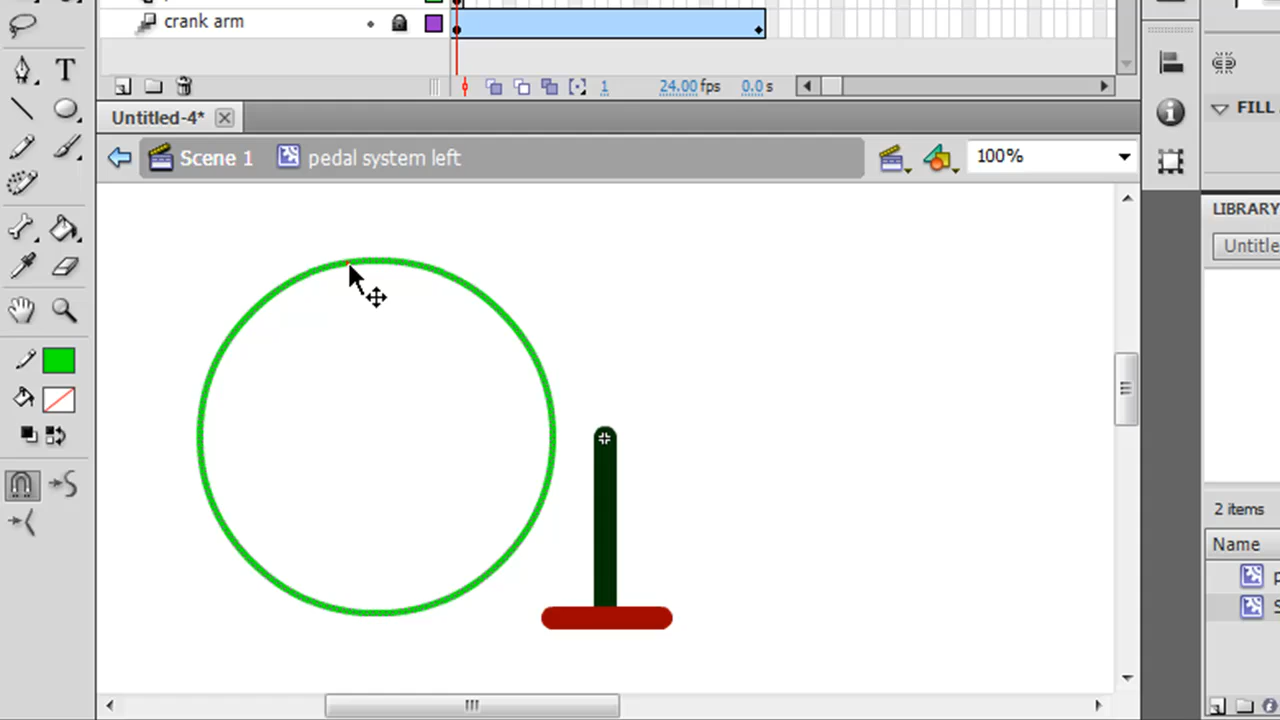 crank arm
1 24.00 fps 0.0 s
Untitled-4*
Scene 1 pedal system left 100%
FILL
LIBRARY
Untitle
2 items
Name
p
S